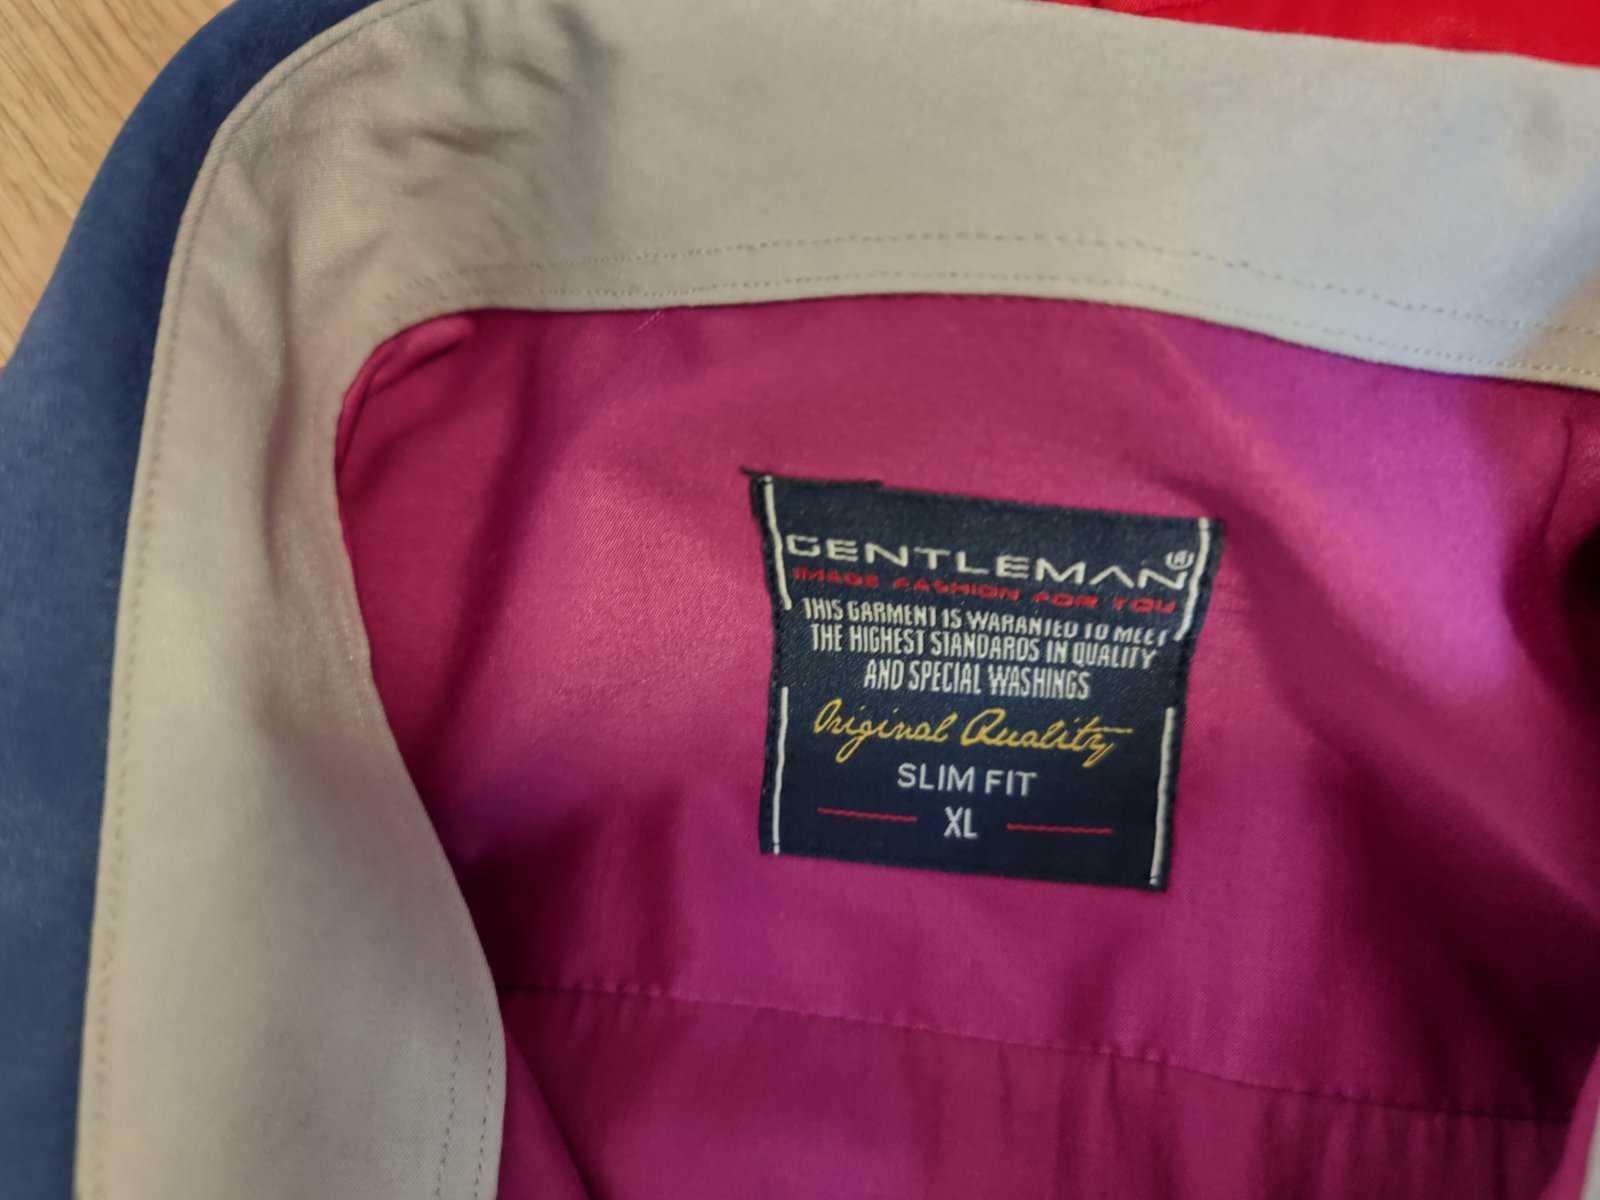 GENTLEMAN®
IMAGE FASHION FOR YOU
THIS GARMENT IS WARANTED TO MEET
THE HIGHEST STANDARDS IN QUALITY
AND SPECIAL WASHINGS
Original Quality
SLIM FIT
XL